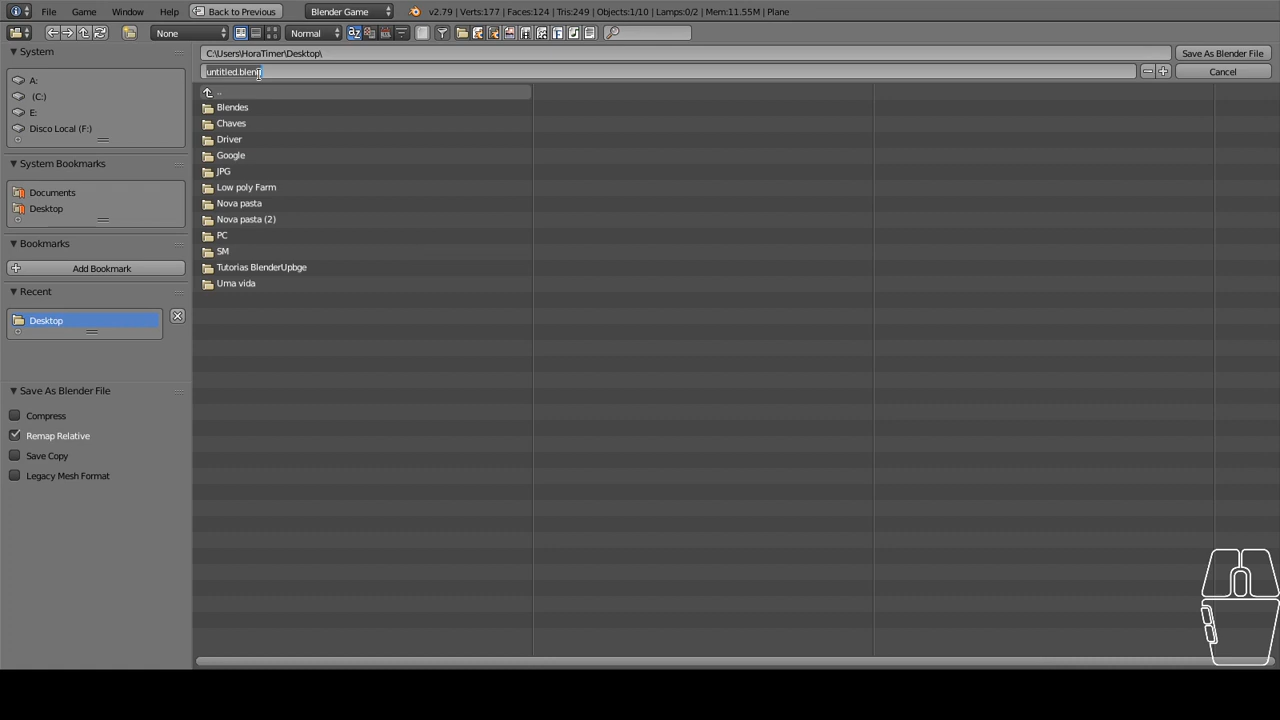 File Game Window Help Back to Previous Blender Game v2.79 | Verts:177 | Faces:124 | Tris:249 | Objects:1/10 | Lamps:0/2 | Mem:11.55M | Plane
None Normal
System
A:
(C:)
E:
Disco Local (F:)
System Bookmarks
Documents
Desktop
Bookmarks
Add Bookmark
Recent
Desktop
Save As Blender File
Compress
Remap Relative
Save Copy
Legacy Mesh Format
C:\Users\HoraTimer\Desktop\
Save As Blender File
untitled.blend
Cancel
..
Blendes
Chaves
Driver
Google
JPG
Low poly Farm
Nova pasta
Nova pasta (2)
PC
SM
Tutorias BlenderUpbge
Uma vida